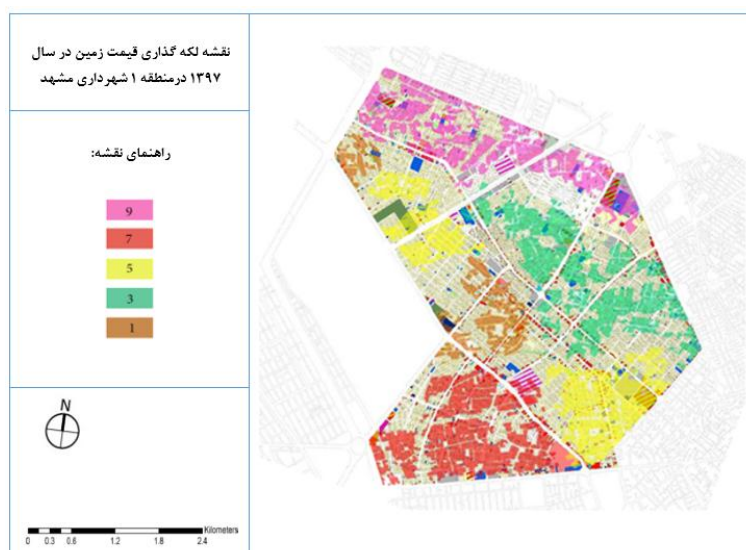 نقشه لکه گذاری قیمت زمین در سال
۱۳۹۷ درمنطقه ۱ شهرداری مشهد
راهنمای نقشه:
9
7
5
3
1
N
Kilometers
0 0.3 0.6 1.2 1.8 2.4